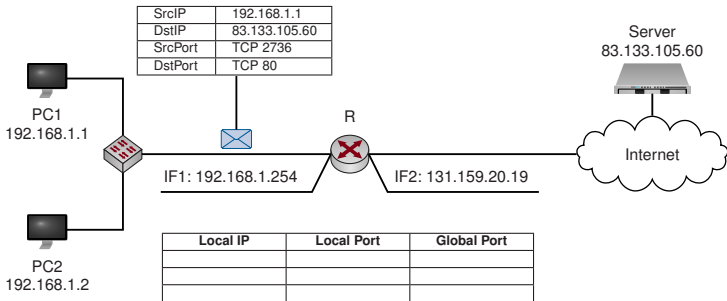 SrcIP 192.168.1.1
DstIP 83.133.105.60
SrcPort TCP 2736
DstPort TCP 80
Server
83.133.105.60
PC1
192.168.1.1
R
Internet
IF1: 192.168.1.254
IF2: 131.159.20.19
PC2
192.168.1.2
Local IP Local Port Global Port